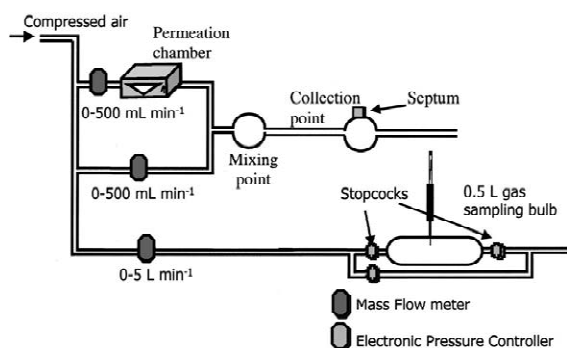 Compressed air
Permeation
chamber
0-500 mL min⁻¹
Collection
point
Septum
Mixing
point
0-500 mL min⁻¹
Stopcocks
0.5 L gas
sampling bulb
0-5 L min⁻¹
Mass Flow meter
Electronic Pressure Controller